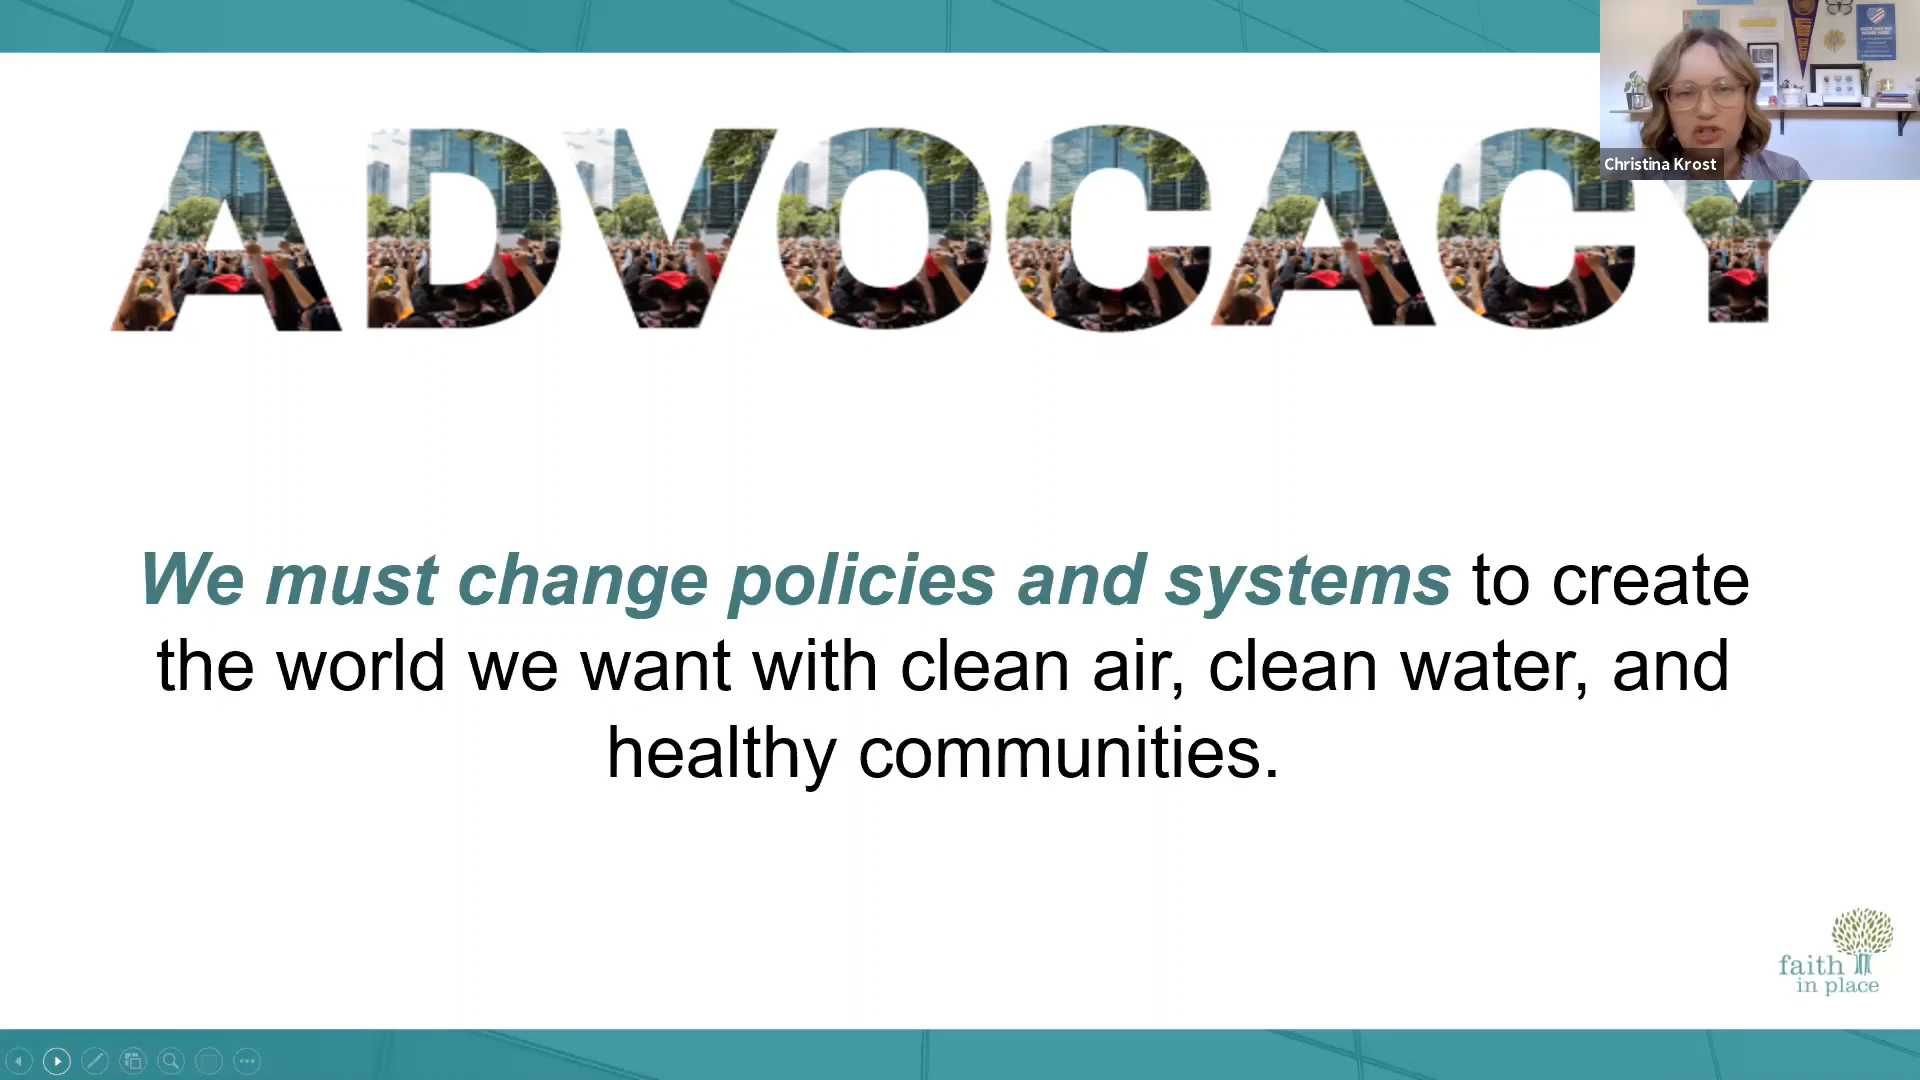 ADVOCACY
Christina Krost
We must change policies and systems to create
the world we want with clean air, clean water, and
healthy communities.
faith
in place